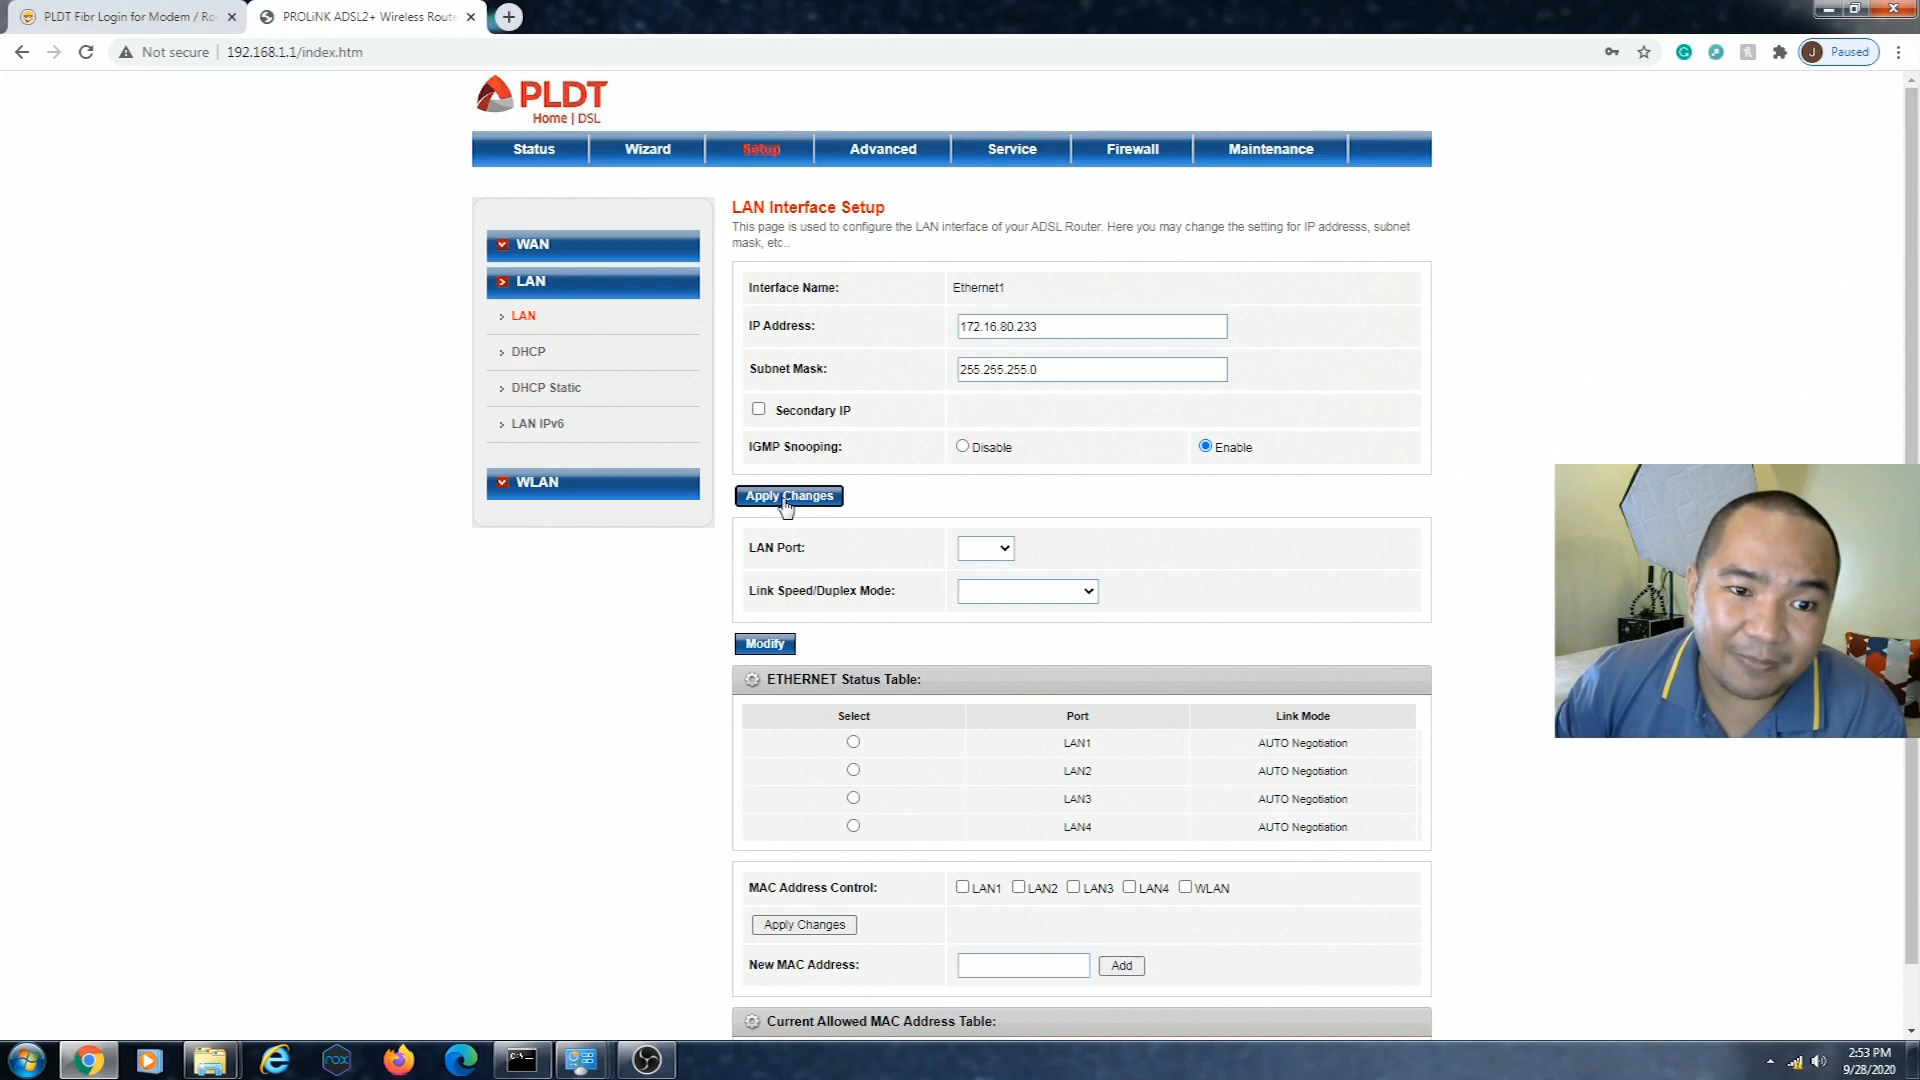 PLDT Fibr Login for Modem / Ro
PROLiNK ADSL2+ Wireless Route
Not secure
192.168.1.1/index.htm
J
Paused
PLDT
Home | DSL
Status
Wizard
Setup
Advanced
Service
Firewall
Maintenance
WAN
LAN
LAN
DHCP
DHCP Static
LAN IPv6
WLAN
LAN Interface Setup
This page is used to configure the LAN interface of your ADSL Router. Here you may change the setting for IP addresss, subnet
mask, etc..
Interface Name:
Ethernet1
IP Address:
172.16.80.233
Subnet Mask:
255.255.255.0
Secondary IP
IGMP Snooping:
Disable
Enable
Apply Changes
LAN Port:
Link Speed/Duplex Mode:
Modify
ETHERNET Status Table:
Select
Port
Link Mode
LAN1
AUTO Negotiation
LAN2
AUTO Negotiation
LAN3
AUTO Negotiation
LAN4
AUTO Negotiation
MAC Address Control:
LAN1
LAN2
LAN3
LAN4
WLAN
Apply Changes
New MAC Address:
Add
Current Allowed MAC Address Table:
nox
2:53 PM
9/28/2020